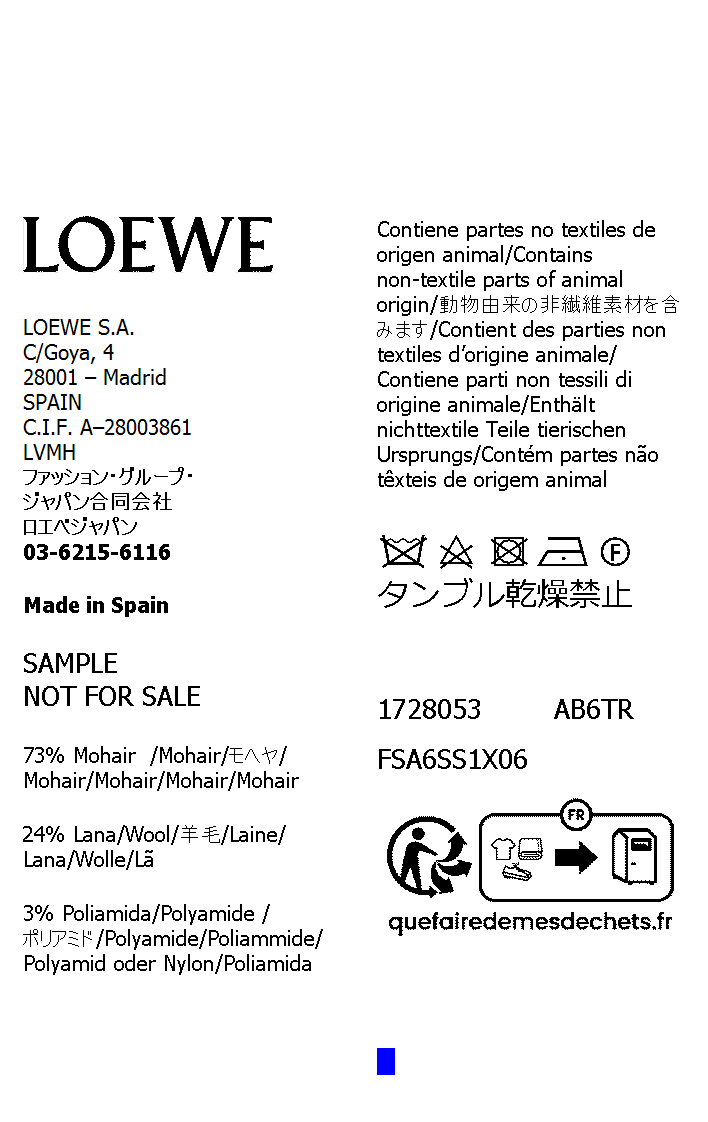 LOEWE
LOEWE S.A.
C/Goya, 4
28001 – Madrid
SPAIN
C.I.F. A–28003861
LVMH
ファッション・グループ・
ジャパン合同会社
ロエベジャパン
03-6215-6116
Made in Spain
SAMPLE
NOT FOR SALE
73% Mohair /Mohair/モヘヤ/
Mohair/Mohair/Mohair/Mohair
24% Lana/Wool/羊毛/Laine/
Lana/Wolle/Lã
3% Poliamida/Polyamide /
ポリアミド/Polyamide/Poliammide/
Polyamid oder Nylon/Poliamida
Contiene partes no textiles de
origen animal/Contains
non-textile parts of animal
origin/動物由来の非繊維素材を含
みます/Contient des parties non
textiles d’origine animale/
Contiene parti non tessili di
origine animale/Enthält
nichttextile Teile tierischen
Ursprungs/Contém partes não
têxteis de origem animal
F
タンブル乾燥禁止
1728053 AB6TR
FSA6SS1X06
FR
quefairedemesdechets.fr